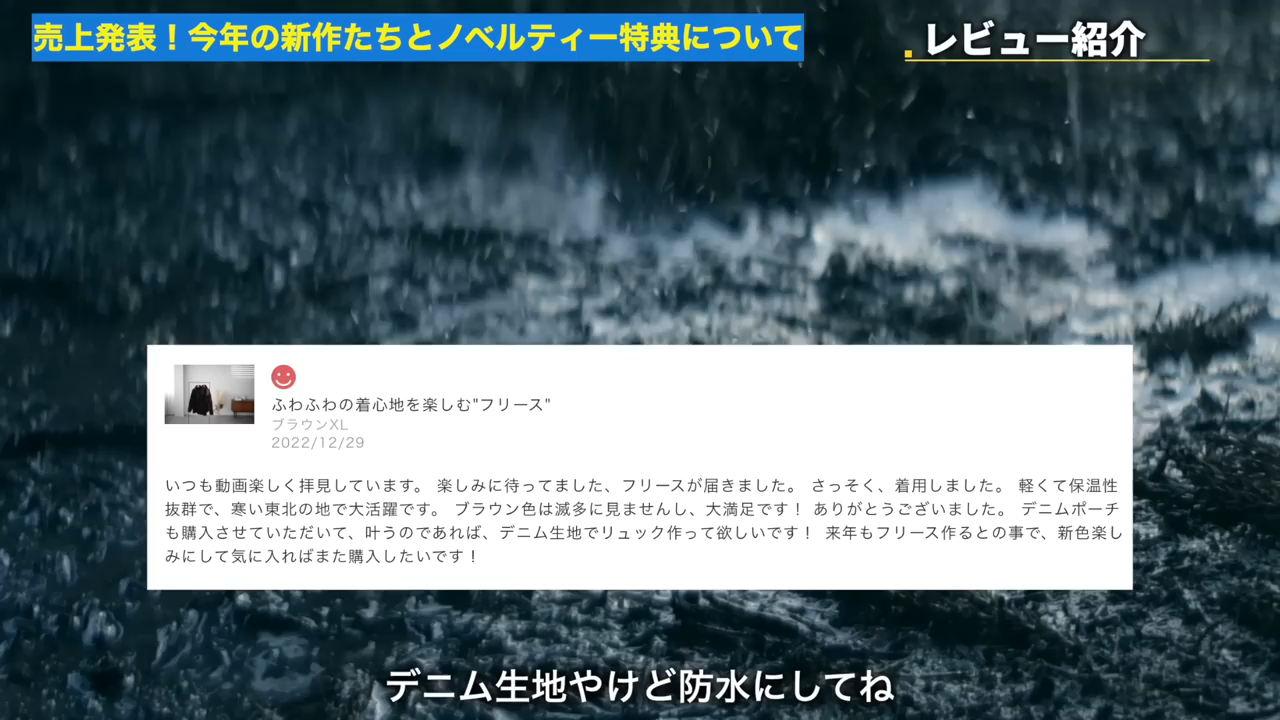 売上発表！今年の新作たちとノベルティー特典について
レビュー紹介
ふわふわの着心地を楽しむ"フリース"
ブラウンXL
2022/12/29
いつも動画楽しく拝見しています。 楽しみに待ってました、フリースが届きました。 さっそく、着用しました。 軽くて保温性
抜群で、寒い東北の地で大活躍です。 ブラウン色は滅多に見ませんし、大満足です！ ありがとうございました。 デニムポーチ
も購入させていただいて、叶うのであれば、デニム生地でリュック作って欲しいです！ 来年もフリース作るとの事で、新色楽し
みにして気に入ればまた購入したいです！
デニム生地やけど防水にしてね